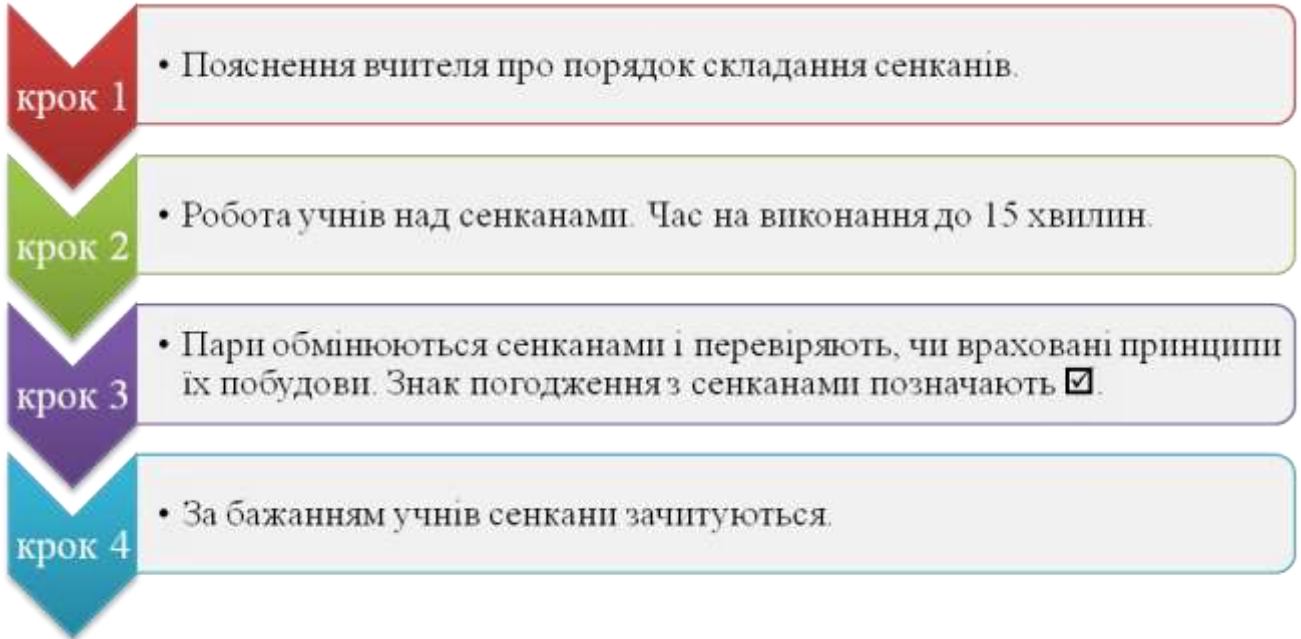 крок 1
• Пояснення вчителя про порядок складання сенканів.
крок 2
• Робота учнів над сенканами. Час на виконання до 15 хвилин.
крок 3
• Пари обмінюються сенканами і перевіряють, чи враховані принципи
їх побудови. Знак погодження з сенканами позначають ☑.
крок 4
• За бажанням учнів сенкани зачитуються.